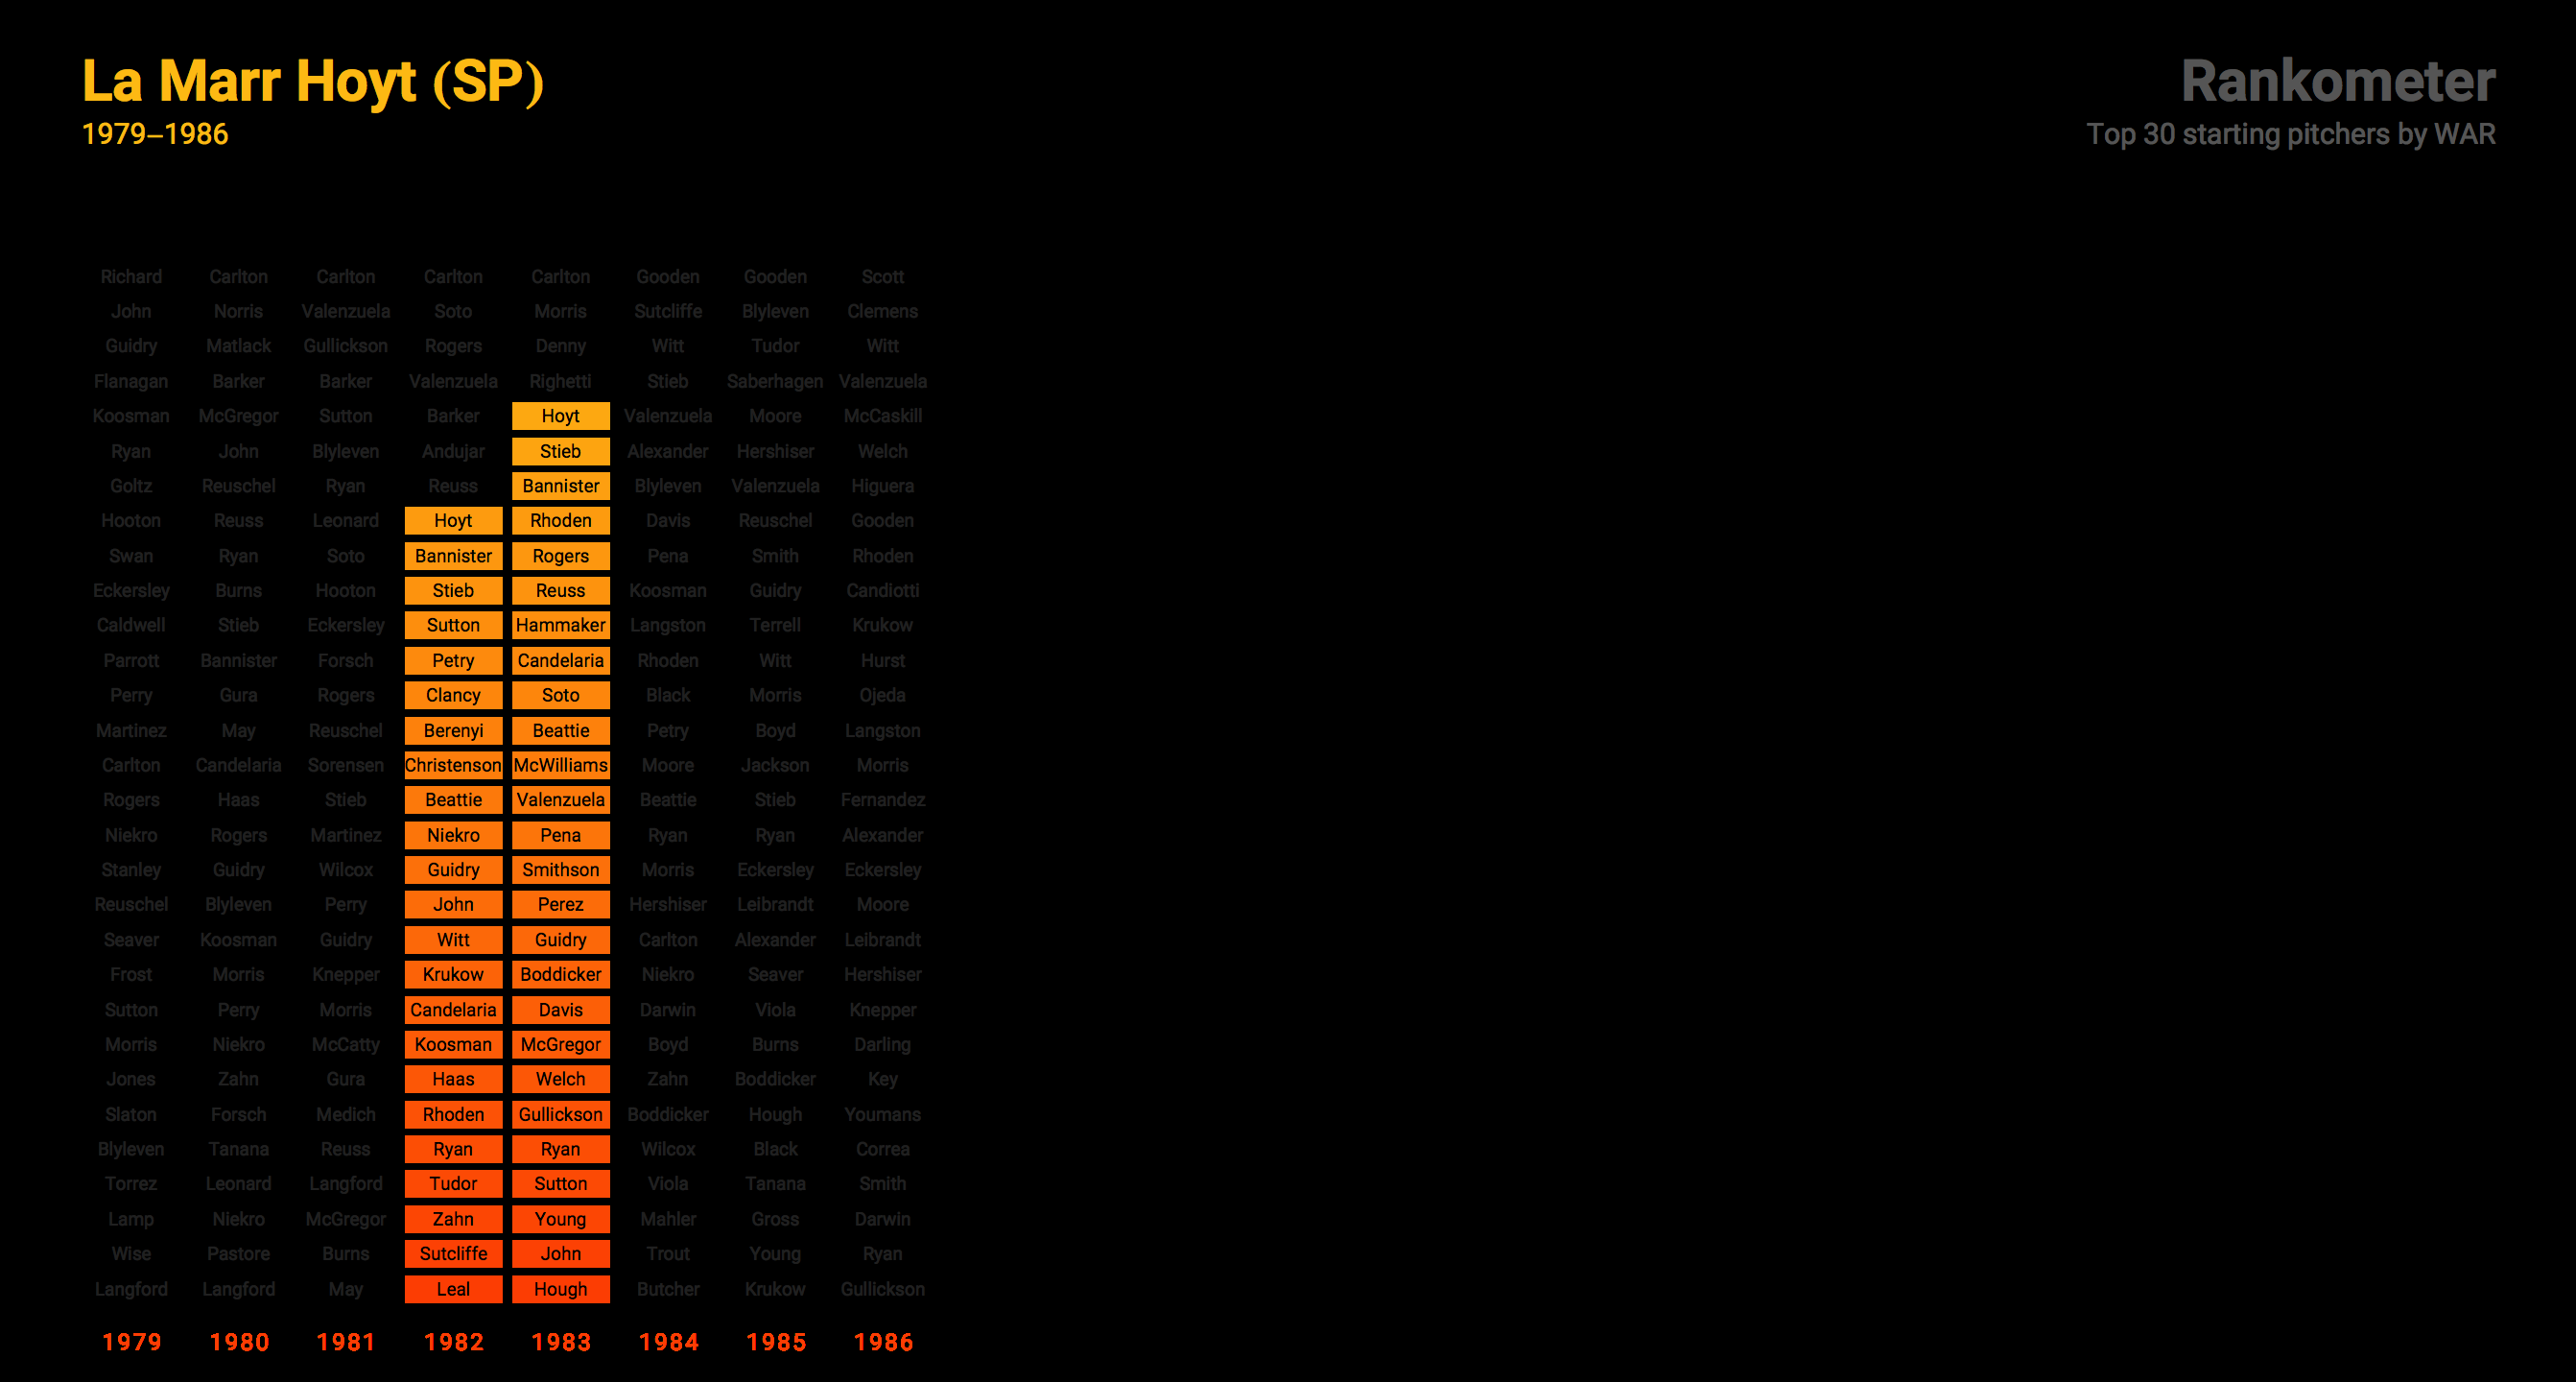 La Marr Hoyt (SP)
1979–1986
Rankometer
Top 30 starting pitchers by WAR
Richard Carlton Carlton Carlton Carlton Gooden Gooden Scott
John Norris Valenzuela Soto Morris Sutcliffe Blyleven Clemens
Guidry Matlack Gullickson Rogers Denny Witt Tudor Witt
Flanagan Barker Barker Valenzuela Righetti Stieb Saberhagen Valenzuela
Koosman McGregor Sutton Barker Hoyt Valenzuela Moore McCaskill
Ryan John Blyleven Andujar Stieb Alexander Hershiser Welch
Goltz Reuschel Ryan Reuss Bannister Blyleven Valenzuela Higuera
Hooton Reuss Leonard Hoyt Rhoden Davis Reuschel Gooden
Swan Ryan Soto Bannister Rogers Pena Smith Rhoden
Eckersley Burns Hooton Stieb Reuss Koosman Guidry Candiotti
Caldwell Stieb Eckersley Sutton Hammaker Langston Terrell Krukow
Parrott Bannister Forsch Petry Candelaria Rhoden Witt Hurst
Perry Gura Rogers Clancy Soto Black Morris Ojeda
Martinez May Reuschel Berenyi Beattie Petry Boyd Langston
Carlton Candelaria Sorensen Christenson McWilliams Moore Jackson Morris
Rogers Haas Stieb Beattie Valenzuela Beattie Stieb Fernandez
Niekro Rogers Martinez Niekro Pena Ryan Ryan Alexander
Stanley Guidry Wilcox Guidry Smithson Morris Eckersley Eckersley
Reuschel Blyleven Perry John Perez Hershiser Leibrandt Moore
Seaver Koosman Guidry Witt Guidry Carlton Alexander Leibrandt
Frost Morris Knepper Krukow Boddicker Niekro Seaver Hershiser
Sutton Perry Morris Candelaria Davis Darwin Viola Knepper
Morris Niekro McCatty Koosman McGregor Boyd Burns Darling
Jones Zahn Gura Haas Welch Zahn Boddicker Key
Slaton Forsch Medich Rhoden Gullickson Boddicker Hough Youmans
Blyleven Tanana Reuss Ryan Ryan Wilcox Black Correa
Torrez Leonard Langford Tudor Sutton Viola Tanana Smith
Lamp Niekro McGregor Zahn Young Mahler Gross Darwin
Wise Pastore Burns Sutcliffe John Trout Young Ryan
Langford Langford May Leal Hough Butcher Krukow Gullickson
1979 1980 1981 1982 1983 1984 1985 1986